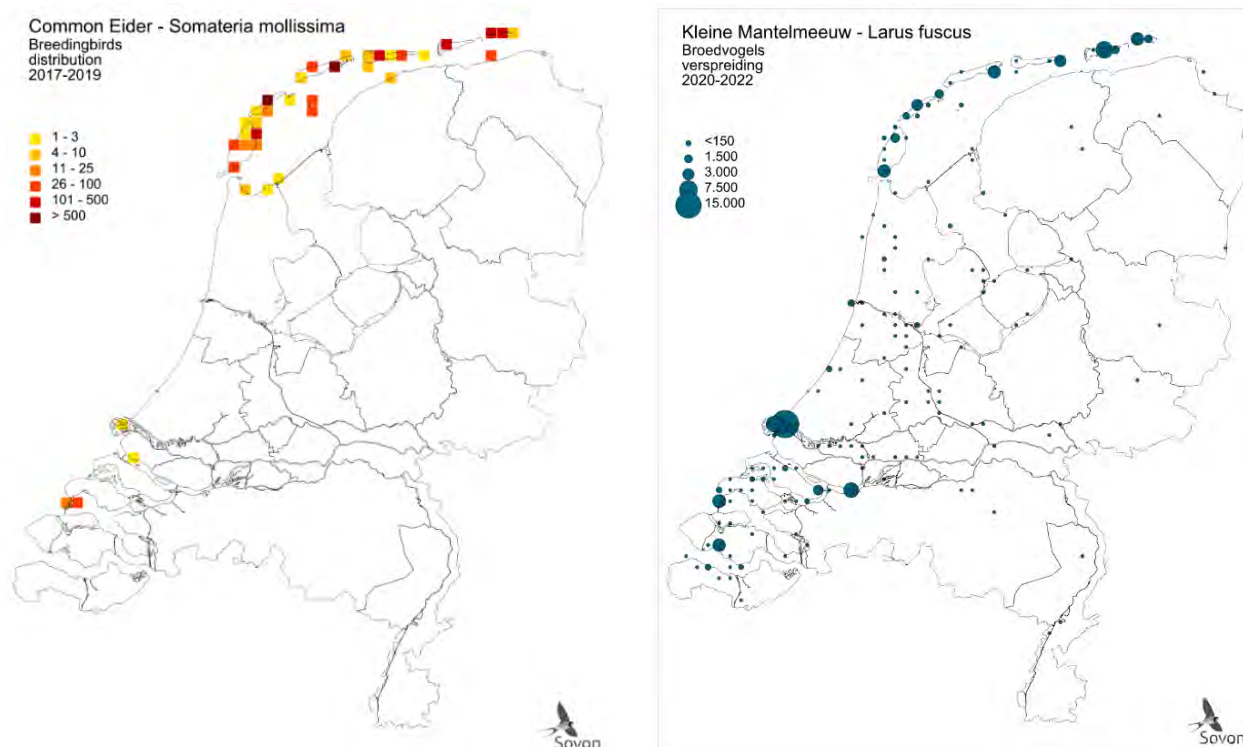 Common Eider - Somateria mollissima
Breedingbirds
distribution
2017-2019
1 - 3
4 - 10
11 - 25
26 - 100
101 - 500
> 500
Sovon
Kleine Mantelmeeuw - Larus fuscus
Broedvogels
verspreiding
2020-2022
<150
1.500
3.000
7.500
15.000
Sovon